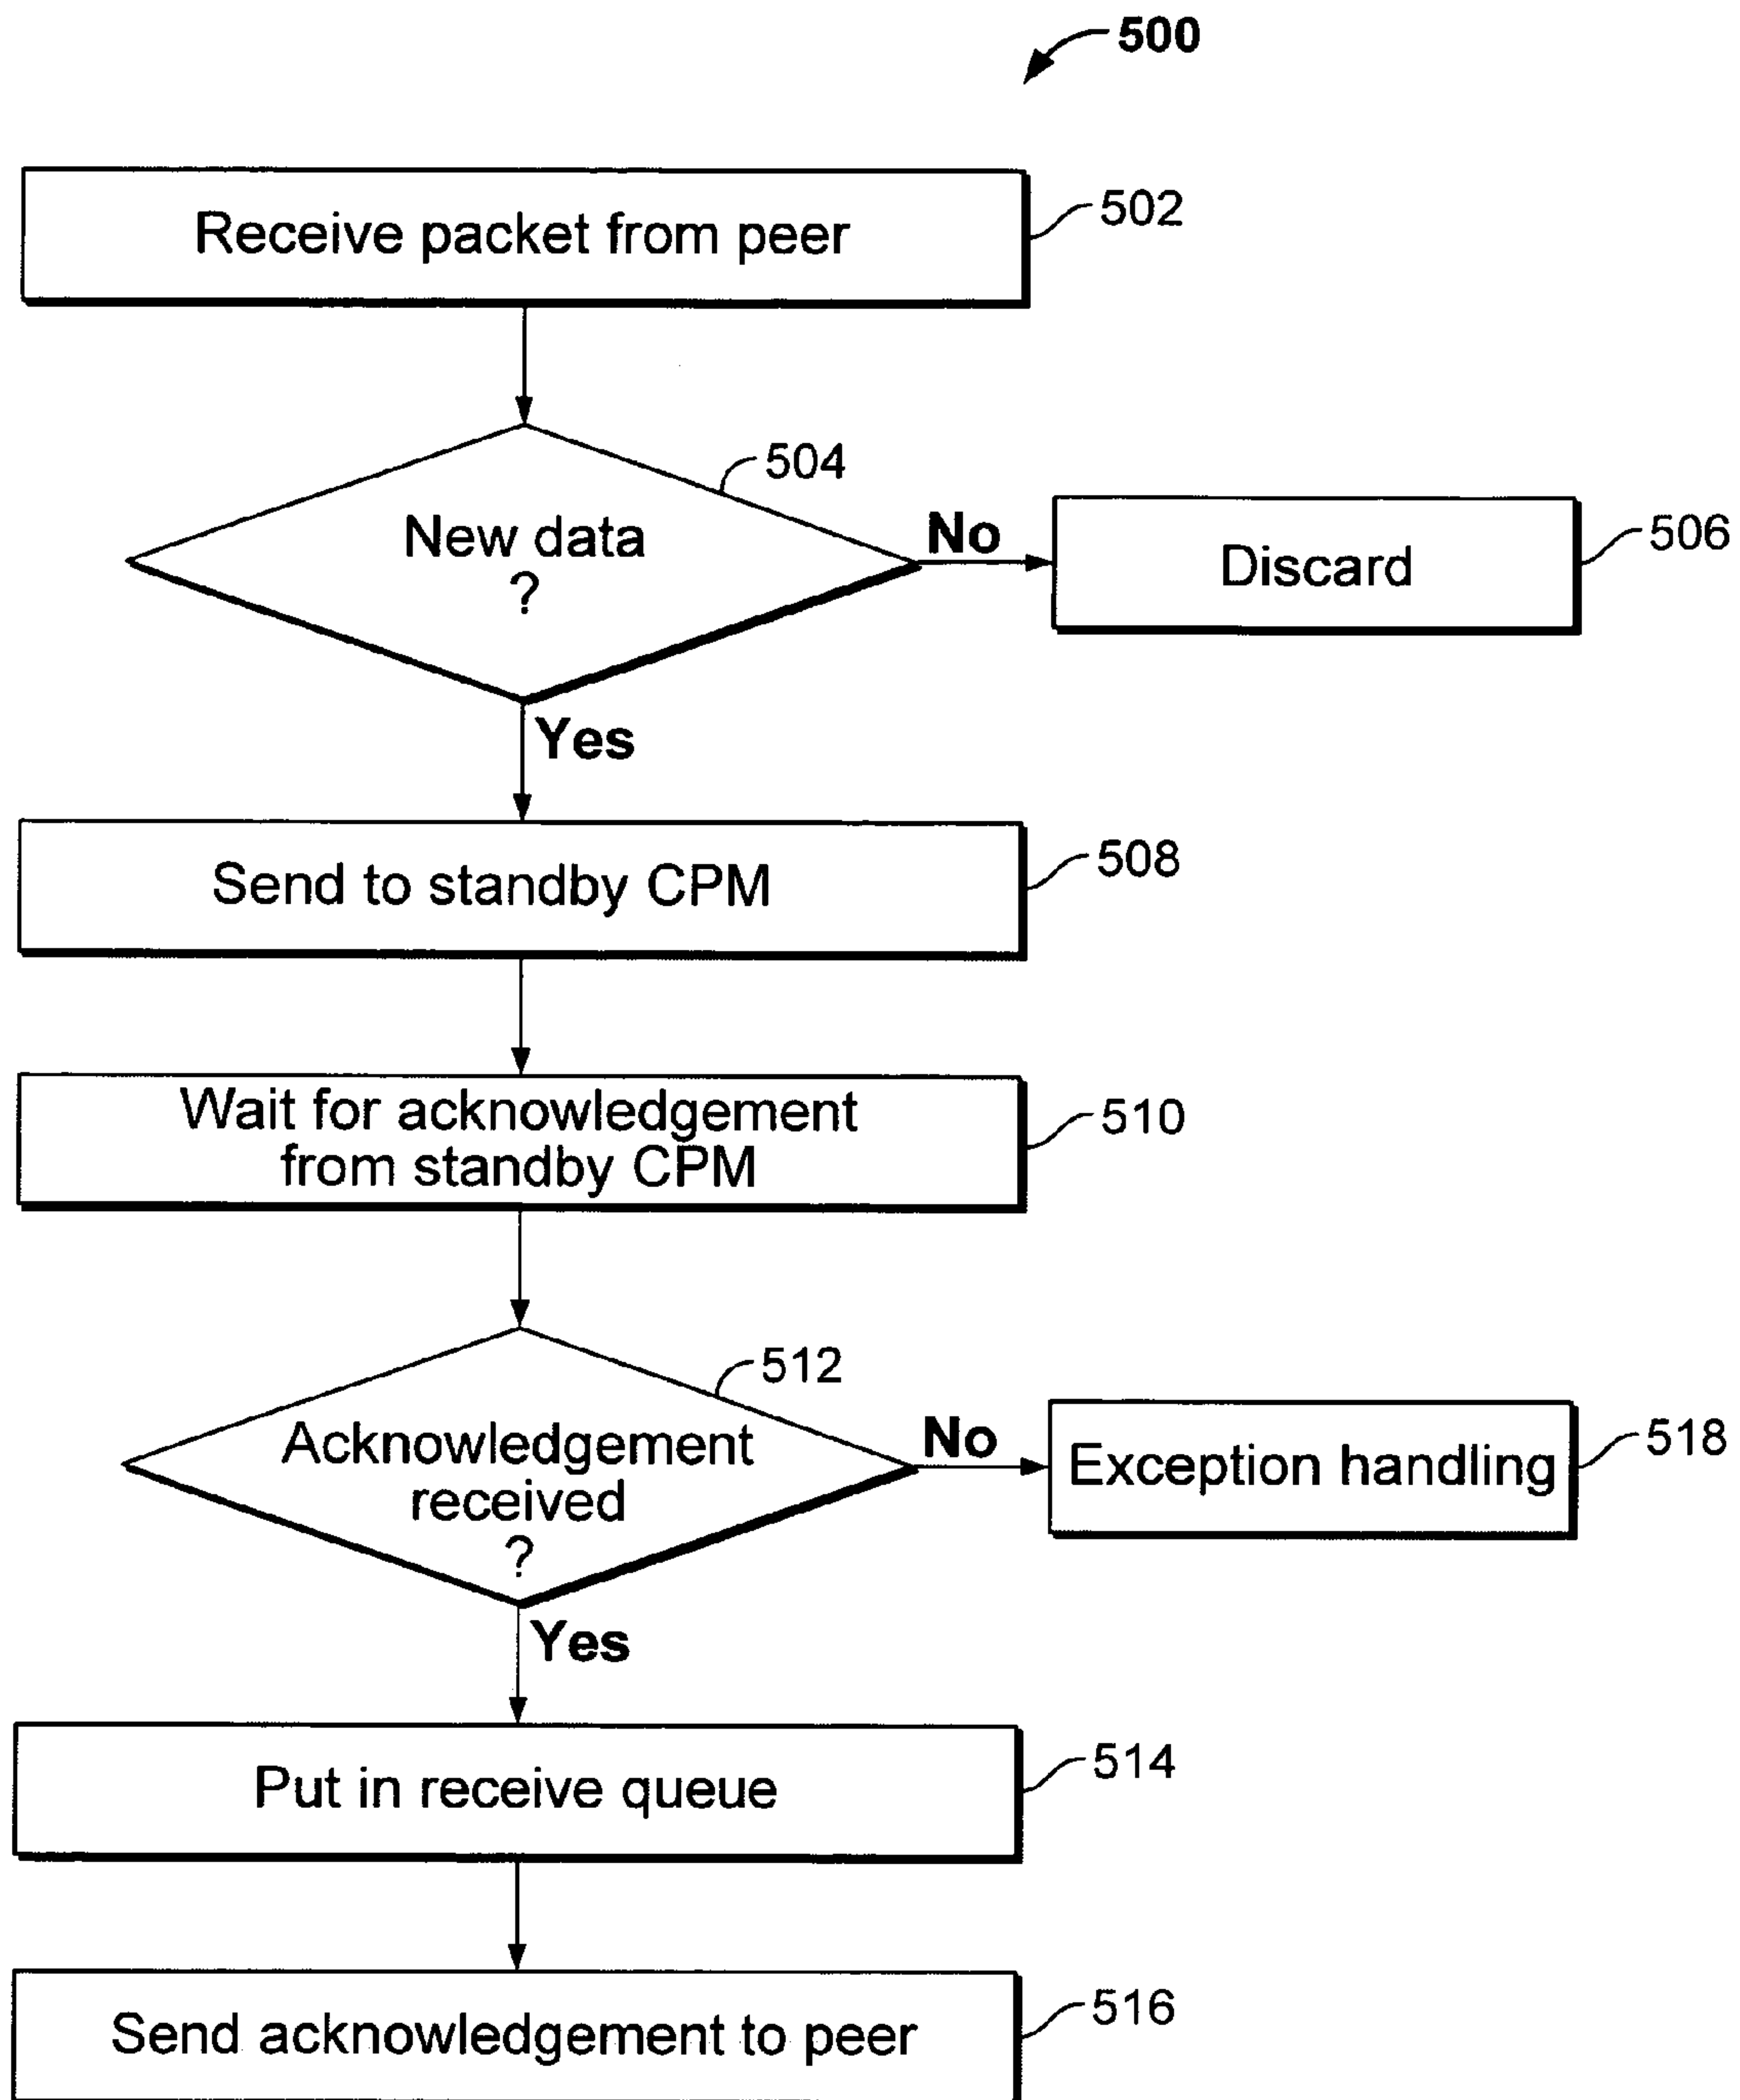 500
Receive packet from peer
502
504
New data
?
No
Discard
506
Yes
Send to standby CPM
508
Wait for acknowledgement
from standby CPM
510
512
Acknowledgement
received
?
No
Exception handling
518
Yes
Put in receive queue
514
Send acknowledgement to peer
516